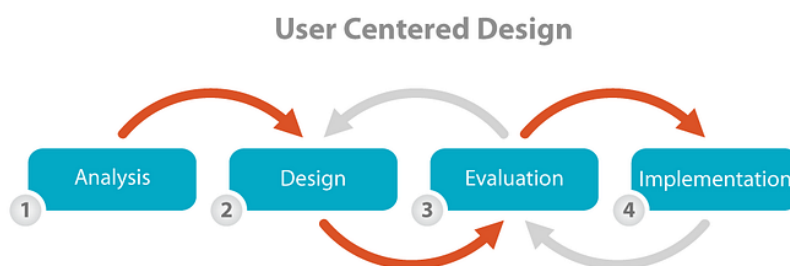 User Centered Design
Analysis
Design
Evaluation
Implementation
1
2
3
4